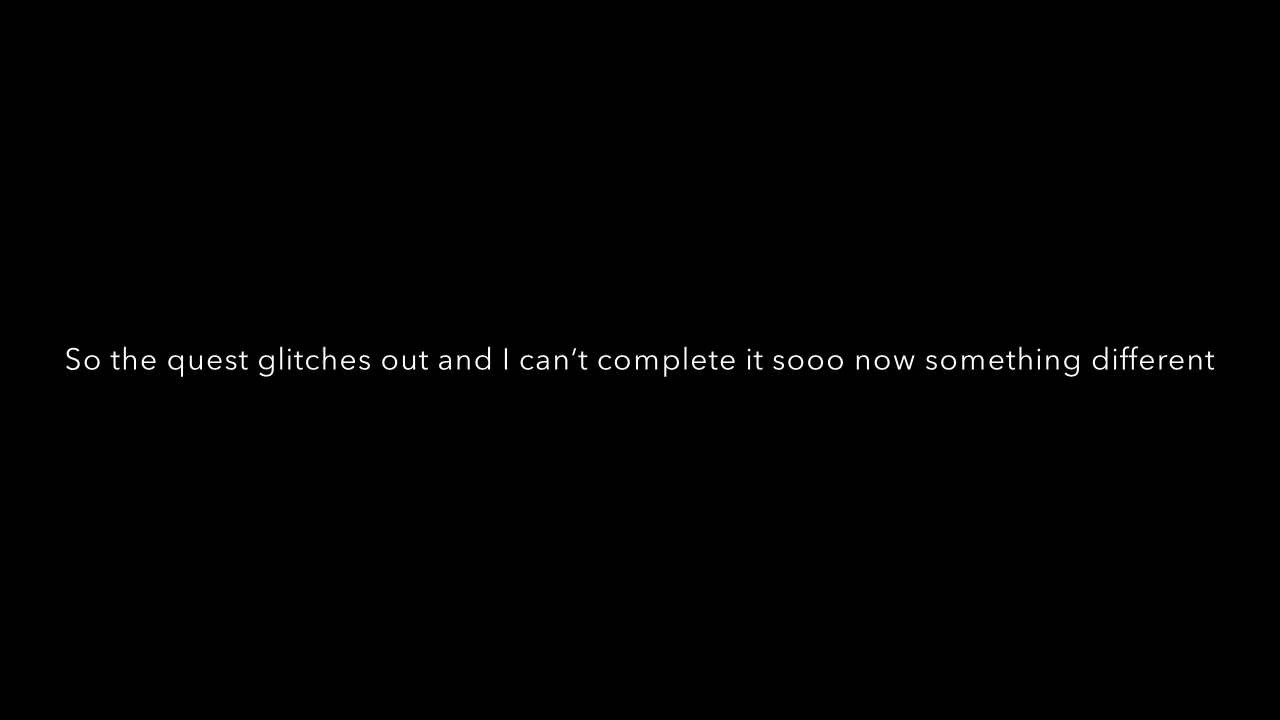 So the quest glitches out and I can’t complete it sooo now something different